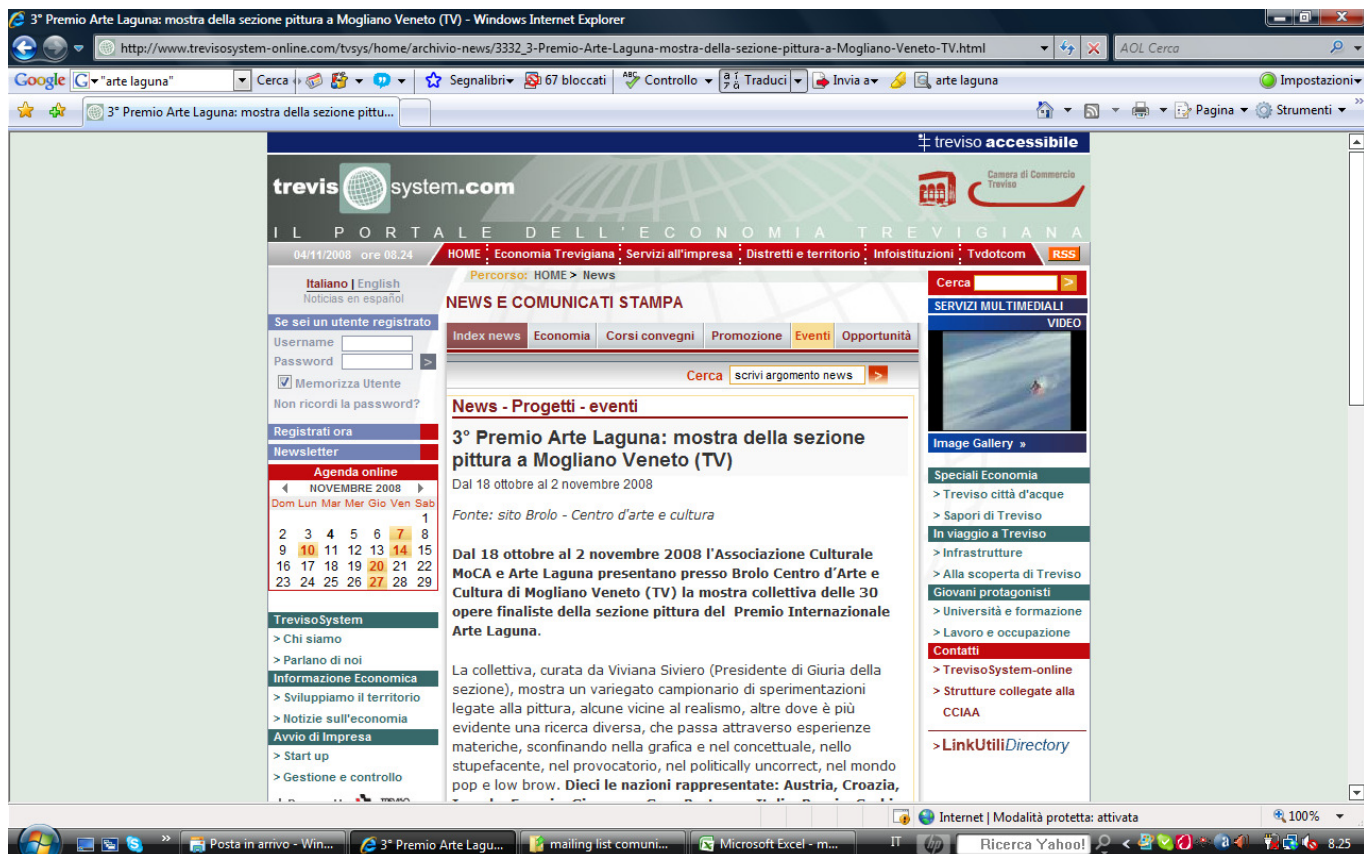 3° Premio Arte Laguna: mostra della sezione pittura a Mogliano Veneto (TV) - Windows Internet Explorer
http://www.trevisosystem-online.com/tvsys/home/archivio-news/3332_3-Premio-Arte-Laguna-mostra-della-sezione-pittura-a-Mogliano-Veneto-TV.html
AOL Cerca
Google "arte laguna" Cerca Segnalibri 67 bloccati Controllo Traduci Invia a arte laguna Impostazioni
3° Premio Arte Laguna: mostra della sezione pittu... Pagina Strumenti
treviso accessibile
trevis system.com
Camera di Commercio
Treviso
IL PORTALE DELL'ECONOMIA TREVIGIANA
04/11/2008 ore 08.24
HOME Economia Trevigiana Servizi all'impresa Distretti e territorio Infoistituzioni Tvdotcom RSS
Italiano | English
Noticias en español
Se sei un utente registrato
Username
Password >
Memorizza Utente
Non ricordi la password?
Registrati ora
Newsletter
Agenda online
NOVEMBRE 2008
Dom Lun Mar Mer Gio Ven Sab
1
2 3 4 5 6 7 8
9 10 11 12 13 14 15
16 17 18 19 20 21 22
23 24 25 26 27 28 29
TrevisoSystem
> Chi siamo
> Parlano di noi
Informazione Economica
> Sviluppiamo il territorio
> Notizie sull'economia
Avvio di Impresa
> Start up
> Gestione e controllo
Percorso: HOME > News
NEWS E COMUNICATI STAMPA
Index news Economia Corsi convegni Promozione Eventi Opportunità
Cerca scrivi argomento news >
News - Progetti - eventi
3° Premio Arte Laguna: mostra della sezione
pittura a Mogliano Veneto (TV)
Dal 18 ottobre al 2 novembre 2008
Fonte: sito Brolo - Centro d'arte e cultura
Dal 18 ottobre al 2 novembre 2008 l'Associazione Culturale
MoCA e Arte Laguna presentano presso Brolo Centro d'Arte e
Cultura di Mogliano Veneto (TV) la mostra collettiva delle 30
opere finaliste della sezione pittura del Premio Internazionale
Arte Laguna.
La collettiva, curata da Viviana Siviero (Presidente di Giuria della
sezione), mostra un variegato campionario di sperimentazioni
legate alla pittura, alcune vicine al realismo, altre dove è più
evidente una ricerca diversa, che passa attraverso esperienze
materiche, sconfinando nella grafica e nel concettuale, nello
stupefacente, nel provocatorio, nel politically uncorrect, nel mondo
pop e low brow. Dieci le nazioni rappresentate: Austria, Croazia,
Cerca >
SERVIZI MULTIMEDIALI
VIDEO
Image Gallery »
Speciali Economia
> Treviso città d'acque
> Sapori di Treviso
In viaggio a Treviso
> Infrastrutture
> Alla scoperta di Treviso
Giovani protagonisti
> Università e formazione
> Lavoro e occupazione
Contatti
> TrevisoSystem-online
> Strutture collegate alla
CCIAA
>LinkUtiliDirectory
Internet | Modalità protetta: attivata 100%
Posta in arrivo - Win... 3° Premio Arte Lagu... mailing list comuni... Microsoft Excel - m... IT hp Ricerca Yahoo! 8.25